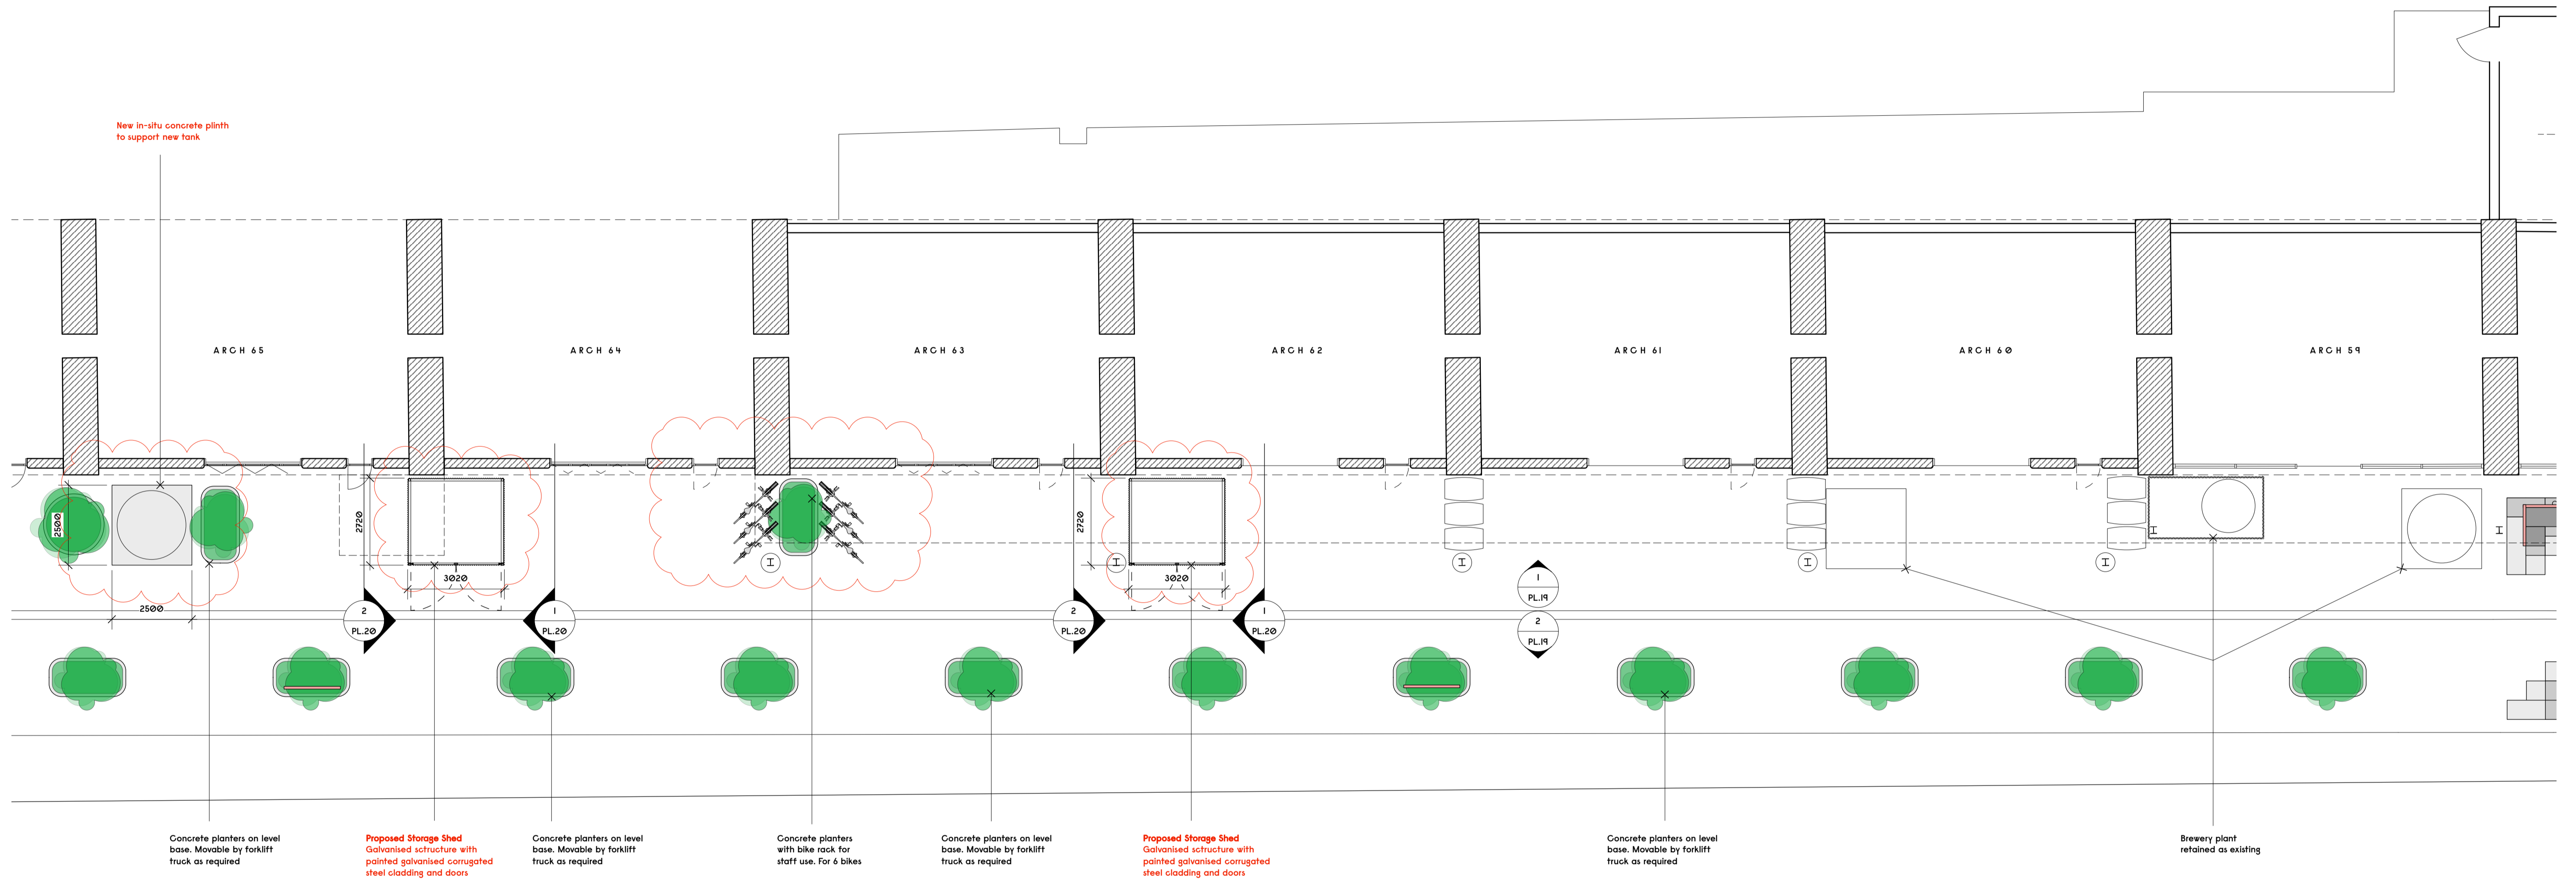 New in-situ concrete plinth
to support new tank
ARCH 65
ARCH 64
ARCH 63
ARCH 62
ARCH 61
ARCH 60
ARCH 59
2500
2500
2720
3020
2720
3020
2
PL.20
1
PL.20
2
PL.20
1
PL.20
1
PL.19
2
PL.19
Concrete planters on level
base. Movable by forklift
truck as required
Proposed Storage Shed
Galvanised sctructure with
painted galvanised corrugated
steel cladding and doors
Concrete planters on level
base. Movable by forklift
truck as required
Concrete planters
with bike rack for
staff use. For 6 bikes
Concrete planters on level
base. Movable by forklift
truck as required
Proposed Storage Shed
Galvanised sctructure with
painted galvanised corrugated
steel cladding and doors
Concrete planters on level
base. Movable by forklift
truck as required
Brewery plant
retained as existing